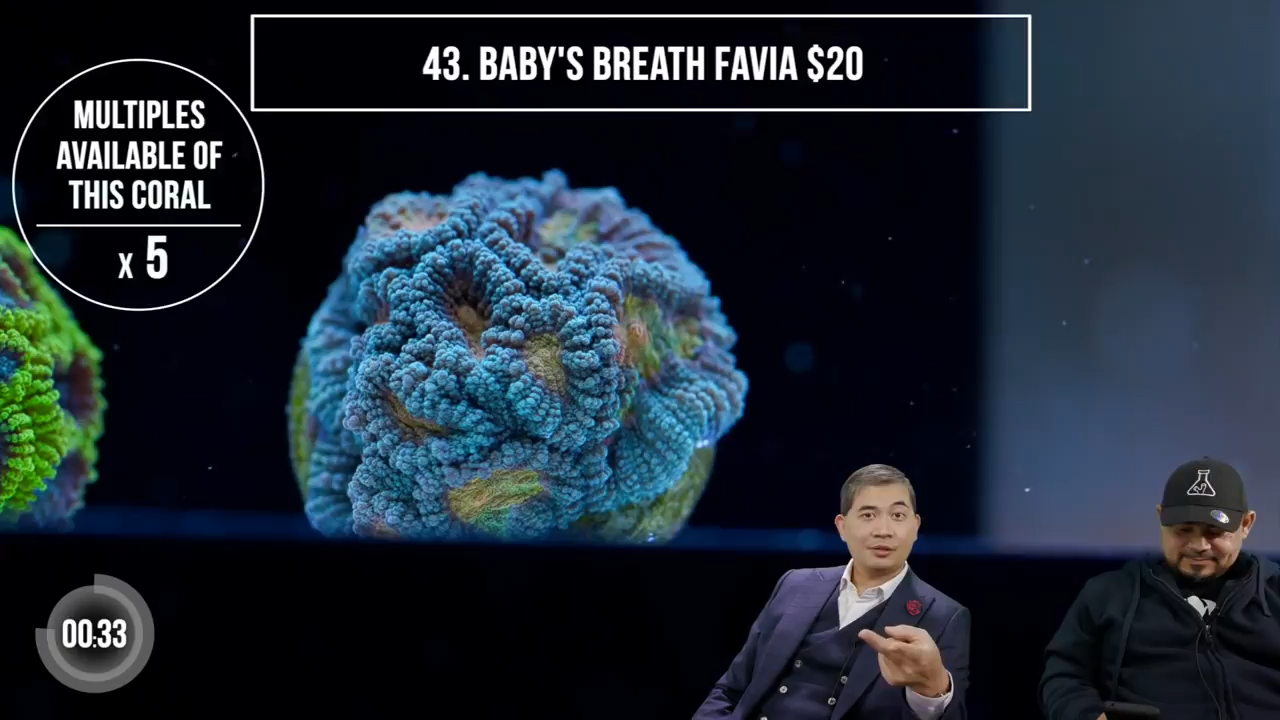 43. BABY'S BREATH FAVIA $20
MULTIPLES
AVAILABLE OF
THIS CORAL
x 5
00:33